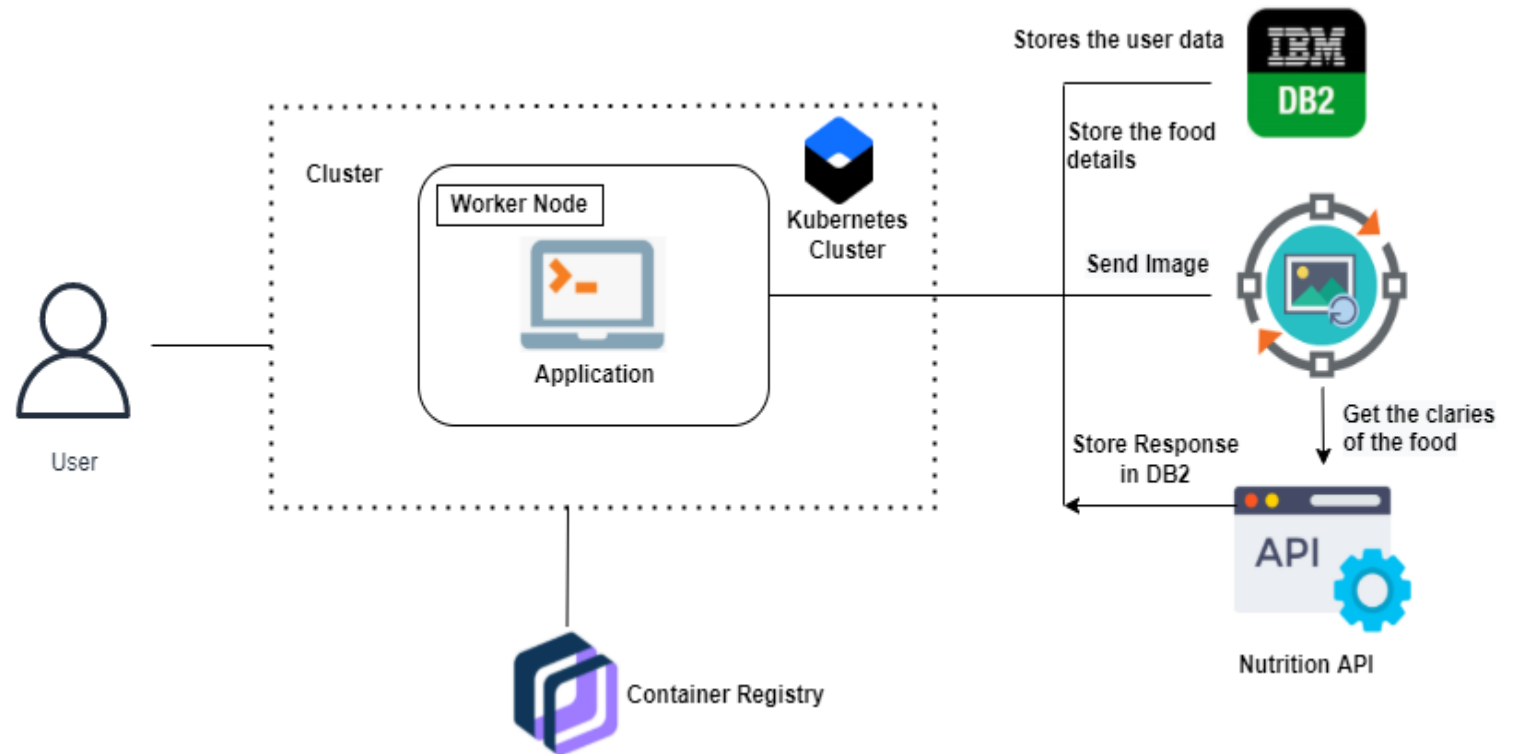 Stores the user data
IBM
DB2
Store the food
details
Cluster
Worker Node
Kubernetes
Cluster
Send Image
Application
Get the claries
of the food
Store Response
in DB2
User
API
Nutrition API
Container Registry